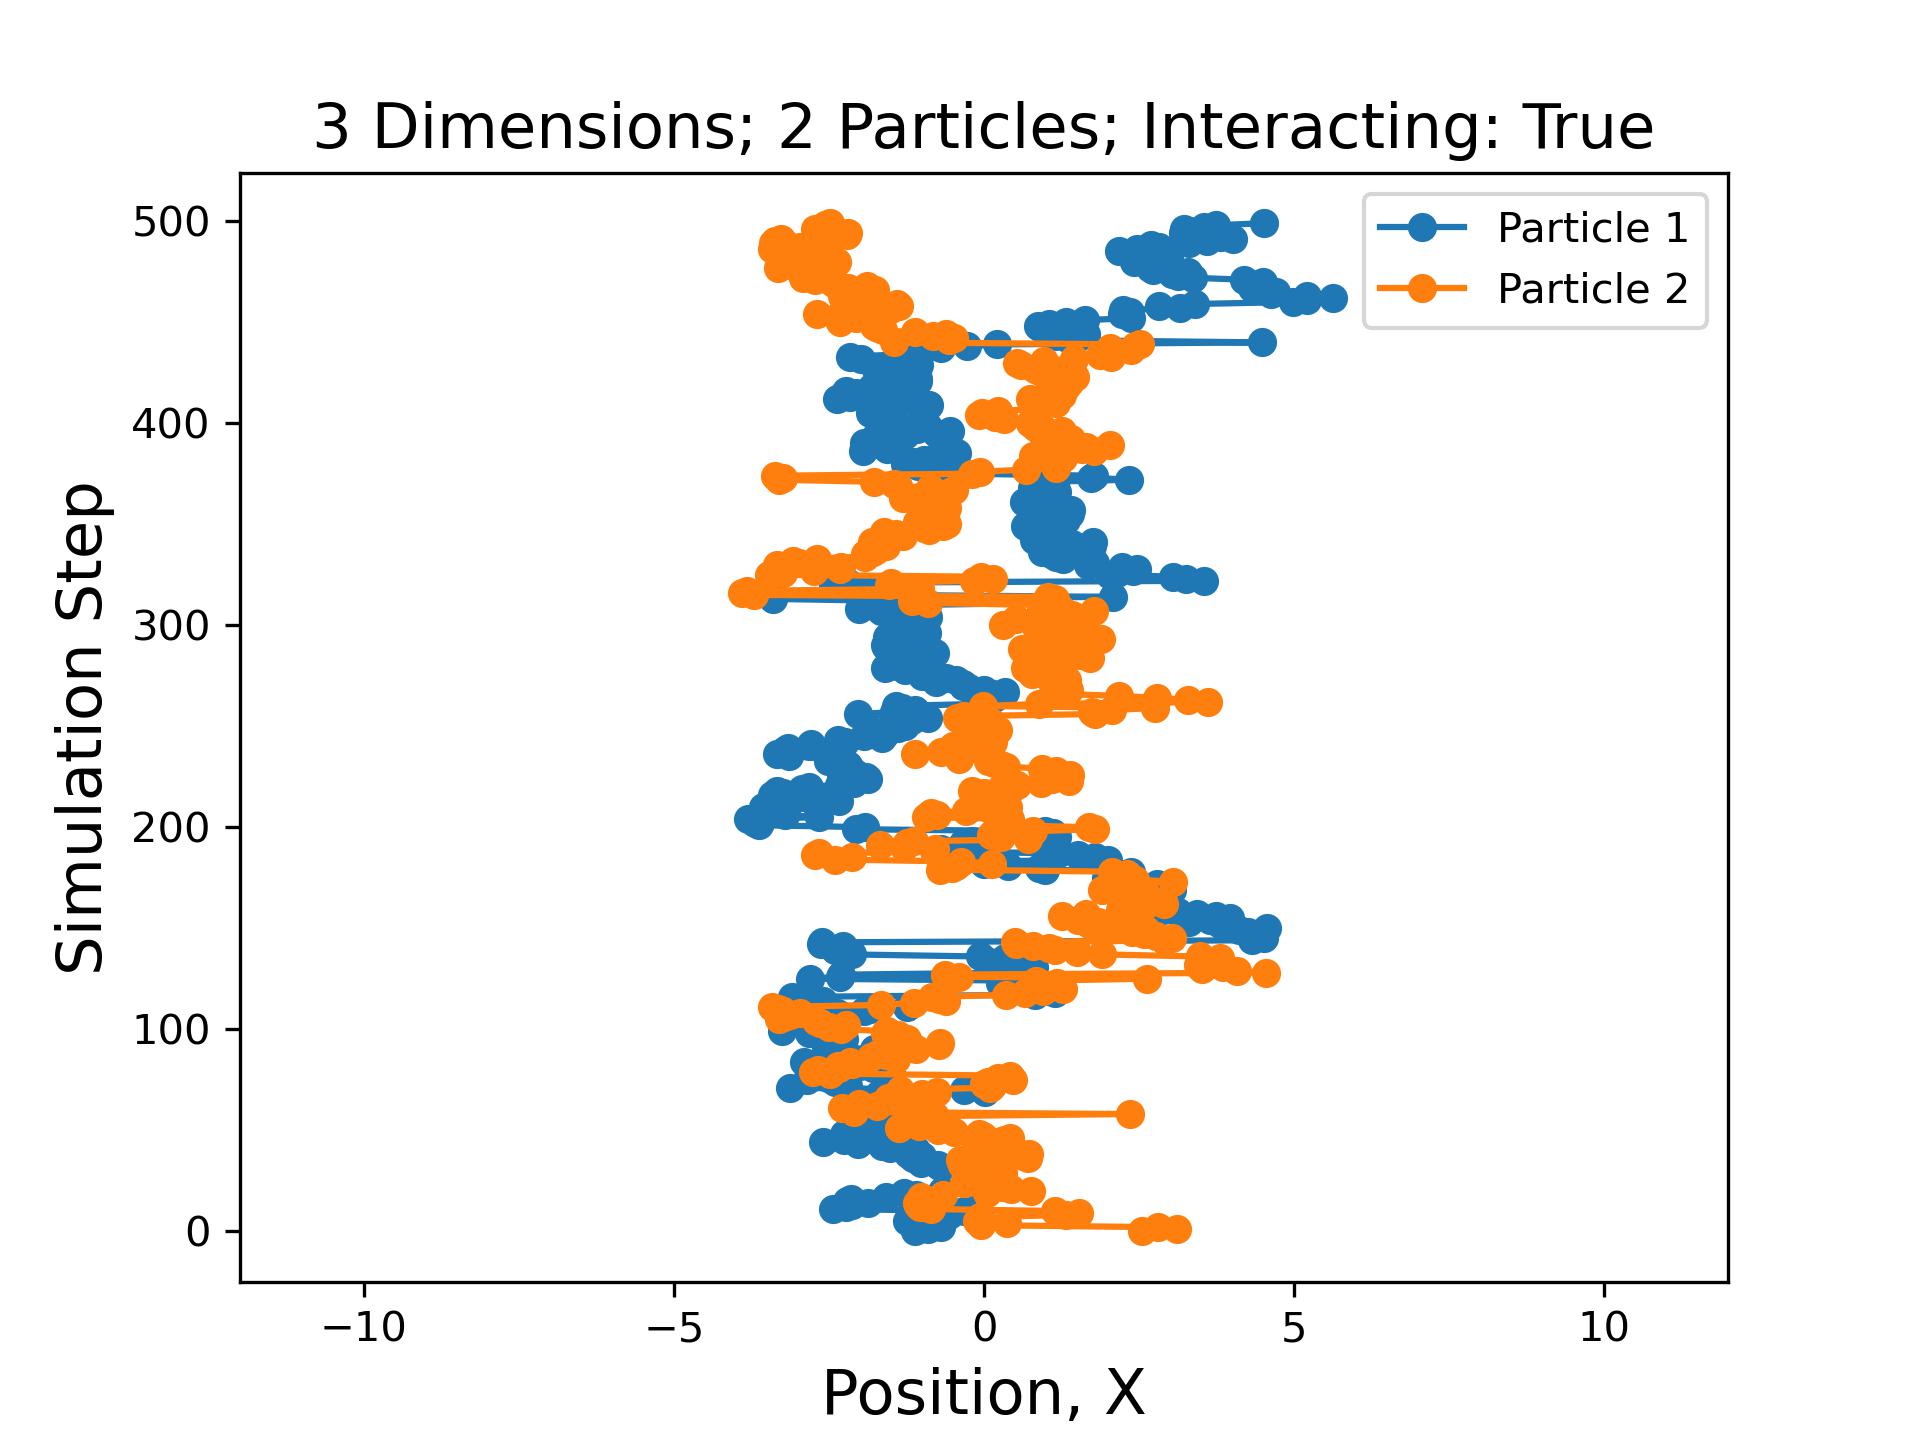 3 Dimensions; 2 Particles; Interacting: True
Particle 1
Particle 2
Simulation Step
500
400
300
200
100
0
−10
−5
0
5
10
Position, X